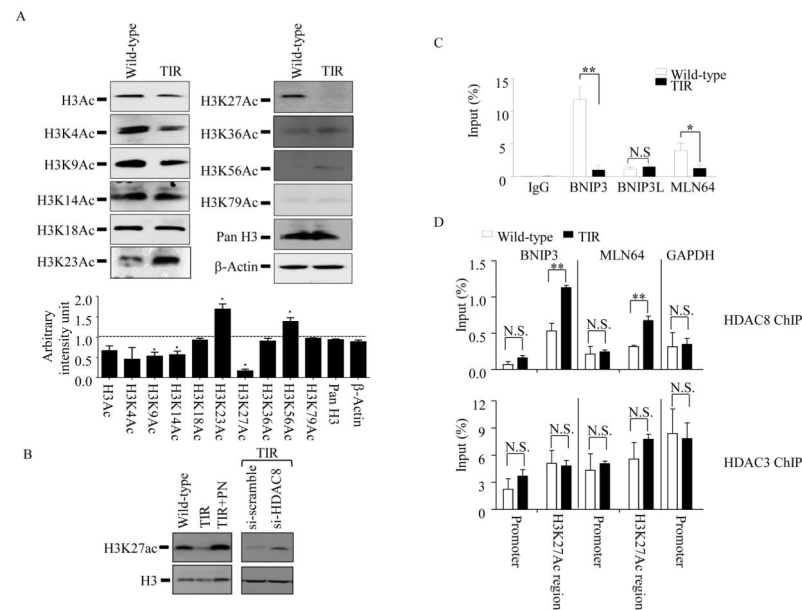 A
Wild-type
TIR
H3Ac
H3K4Ac
H3K9Ac
H3K14Ac
H3K18Ac
H3K23Ac
Wild-type
TIR
H3K27Ac
H3K36Ac
H3K56Ac
H3K79Ac
Pan H3
β-Actin
Arbitrary
intensity unit
2.0
1.5
1.0
0.5
0.0
* * * * *
H3Ac
H3K4Ac
H3K9Ac
H3K14Ac
H3K18Ac
H3K23Ac
H3K27Ac
H3K36Ac
H3K56Ac
H3K79Ac
Pan H3
β-Actin
B
Wild-type
TIR
TIR+PN
TIR
si-scramble
si-HDAC8
H3K27ac
H3
C
Wild-type
TIR
Input (%)
15
10
5
0
**
N.S
*
IgG BNIP3 BNIP3L MLN64
D
Wild-type TIR
BNIP3 MLN64 GAPDH
Input (%)
1.5
1.0
0.5
0.0
N.S. ** N.S. ** N.S.
HDAC8 ChIP
Input (%)
12
9
6
3
0
N.S. N.S. N.S. N.S. N.S.
HDAC3 ChIP
Promoter
H3K27Ac region
Promoter
H3K27Ac region
Promoter